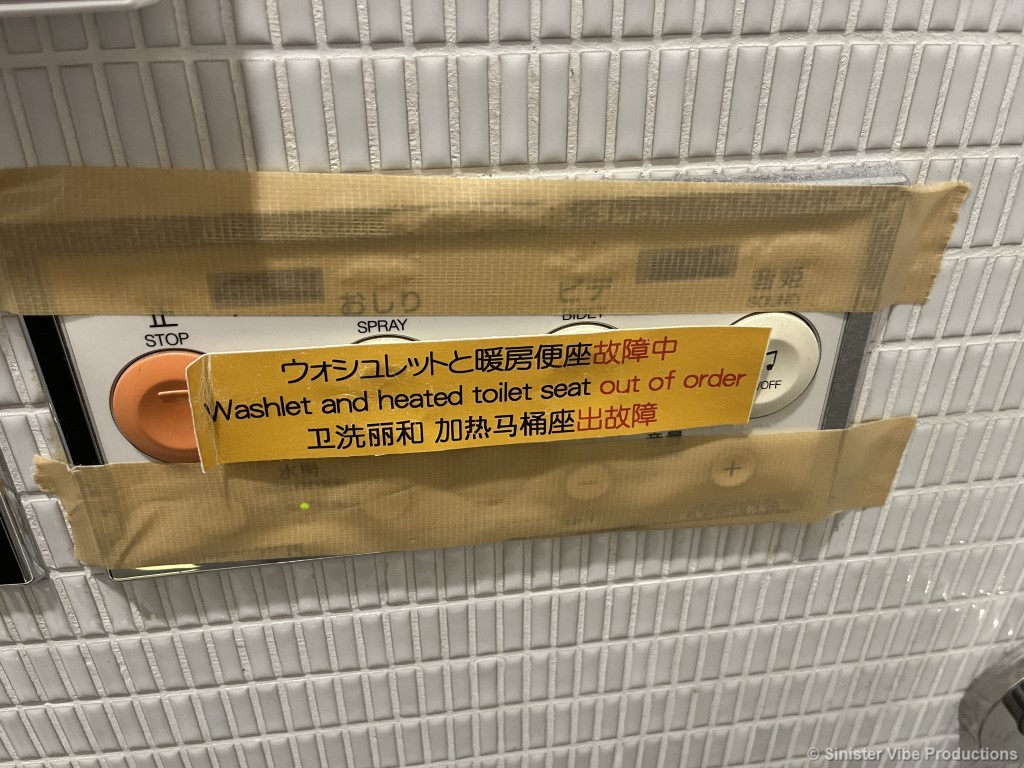 止 おしり ビデ 音姫
STOP SPRAY BIDET SOUND
ウォシュレットと暖房便座故障中
Washlet and heated toilet seat out of order
卫洗丽和 加热马桶座出故障
/OFF
− +
© Sinister Vibe Productions